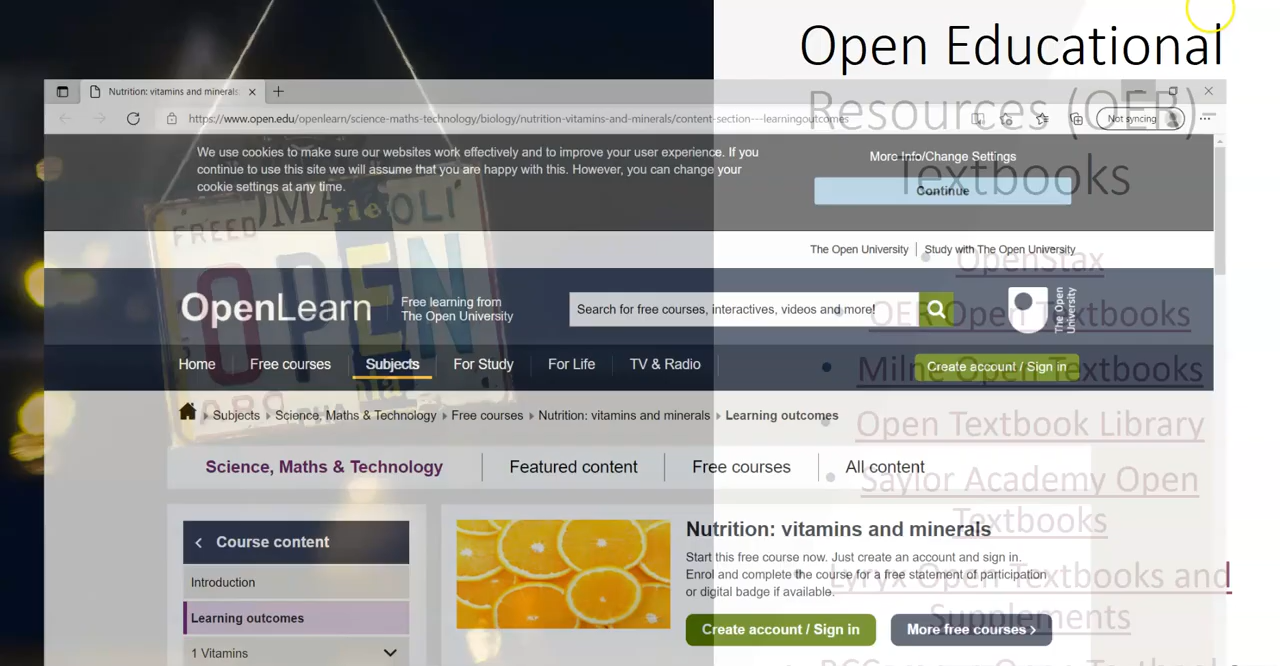 Open Educational
Resources (OER) -
Textbooks
Nutrition: vitamins and minerals
https://www.open.edu/openlearn/science-maths-technology/biology/nutrition-vitamins-and-minerals/content-section---learningoutcomes
Not syncing
We use cookies to make sure our websites work effectively and to improve your user experience. If you
continue to use this site we will assume that you are happy with this. However, you can change your
cookie settings at any time.
More Info/Change Settings
Continue
The Open University
Study with The Open University
FREED
OPEN
OpenLearn
Free learning from
The Open University
Search for free courses, interactives, videos and more!
The Open
University
Home
Free courses
Subjects
For Study
For Life
TV & Radio
Create account / Sign in
Subjects
Science, Maths & Technology
Free courses
Nutrition: vitamins and minerals
Learning outcomes
Science, Maths & Technology
Featured content
Free courses
All content
Course content
Introduction
Learning outcomes
1 Vitamins
Nutrition: vitamins and minerals
Start this free course now. Just create an account and sign in.
Enrol and complete the course for a free statement of participation
or digital badge if available.
Create account / Sign in
More free courses
OpenStax
OER Open Textbooks
Milne Open Textbooks
Open Textbook Library
Saylor Academy Open
Textbooks
Lyryx Open Textbooks and
Supplements